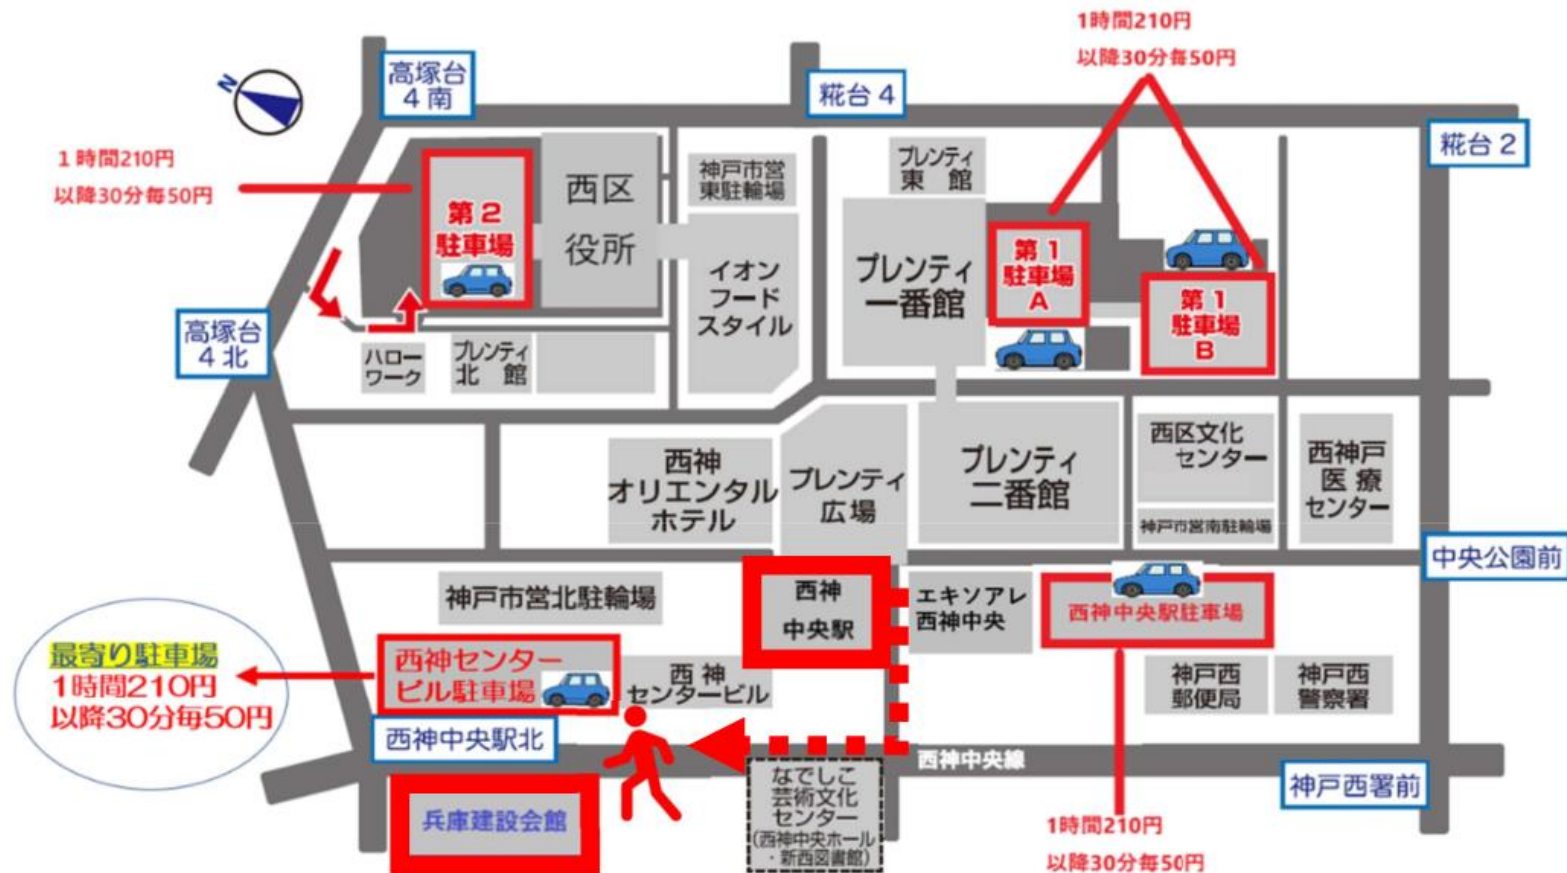 1時間210円
以降30分毎50円
高塚台
4南
糀台4
糀台2
N
1時間210円
以降30分毎50円
第2
駐車場
西区
役所
神戸市営
東駐輪場
プレンティ
東館
イオン
フード
スタイル
プレンティ
一番館
第1
駐車場
A
第1
駐車場
B
高塚台
4北
ハロー
ワーク
プレンティ
北館
西神
オリエンタル
ホテル
プレンティ
広場
プレンティ
二番館
西区文化
センター
神戸市営南駐輪場
西神戸
医療
センター
中央公園前
神戸市営北駐輪場
西神
中央駅
エキソアレ
西神中央
西神中央駅駐車場
最寄り駐車場
1時間210円
以降30分毎50円
西神センター
ビル駐車場
西神
センタービル
神戸西
郵便局
神戸西
警察署
西神中央駅北
西神中央線
神戸西署前
兵庫建設会館
なでしこ
芸術文化
センター
(西神中央ホール
・新西図書館)
1時間210円
以降30分毎50円